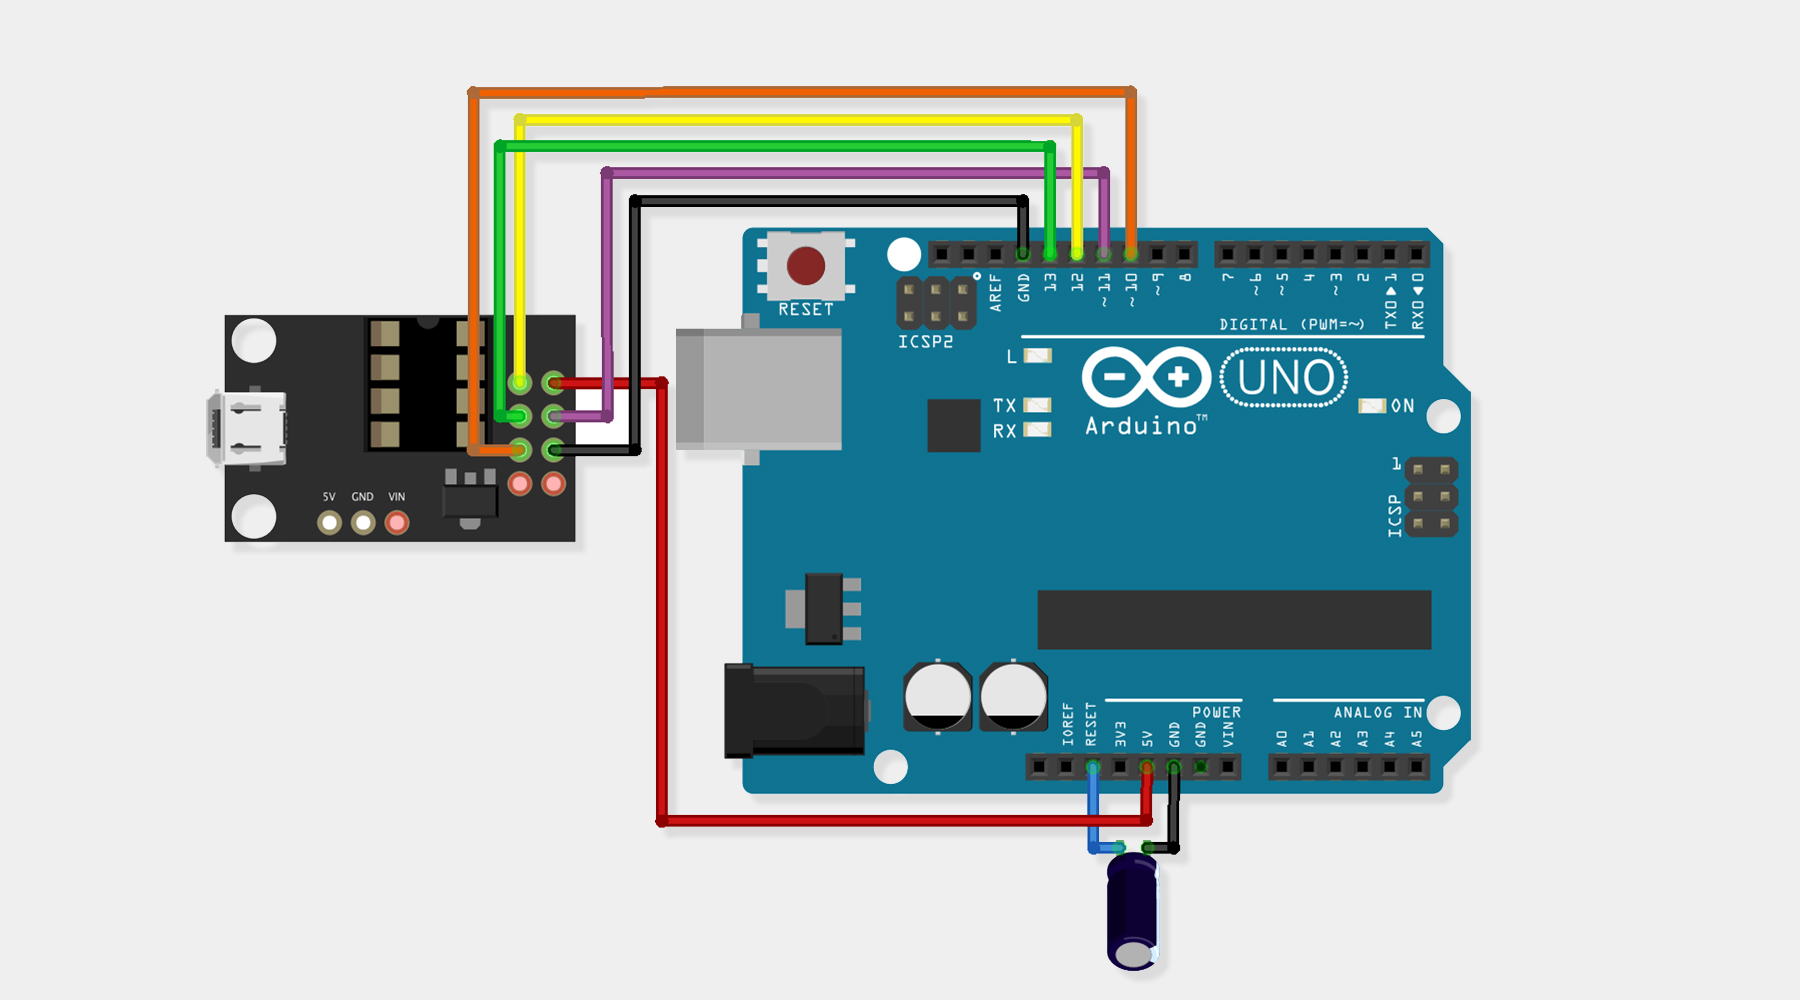 RESET
ICSP2
AREF
GND
13
12
~11
~10
~9
8
7
~6
~5
4
~3
2
TX0▶1
RX0◀0
DIGITAL (PWM=~)
L
TX
RX
UNO
Arduino™
ON
1
ICSP
5V GND VIN
POWER
ANALOG IN
IOREF
RESET
3V3
5V
GND
GND
VIN
A0
A1
A2
A3
A4
A5